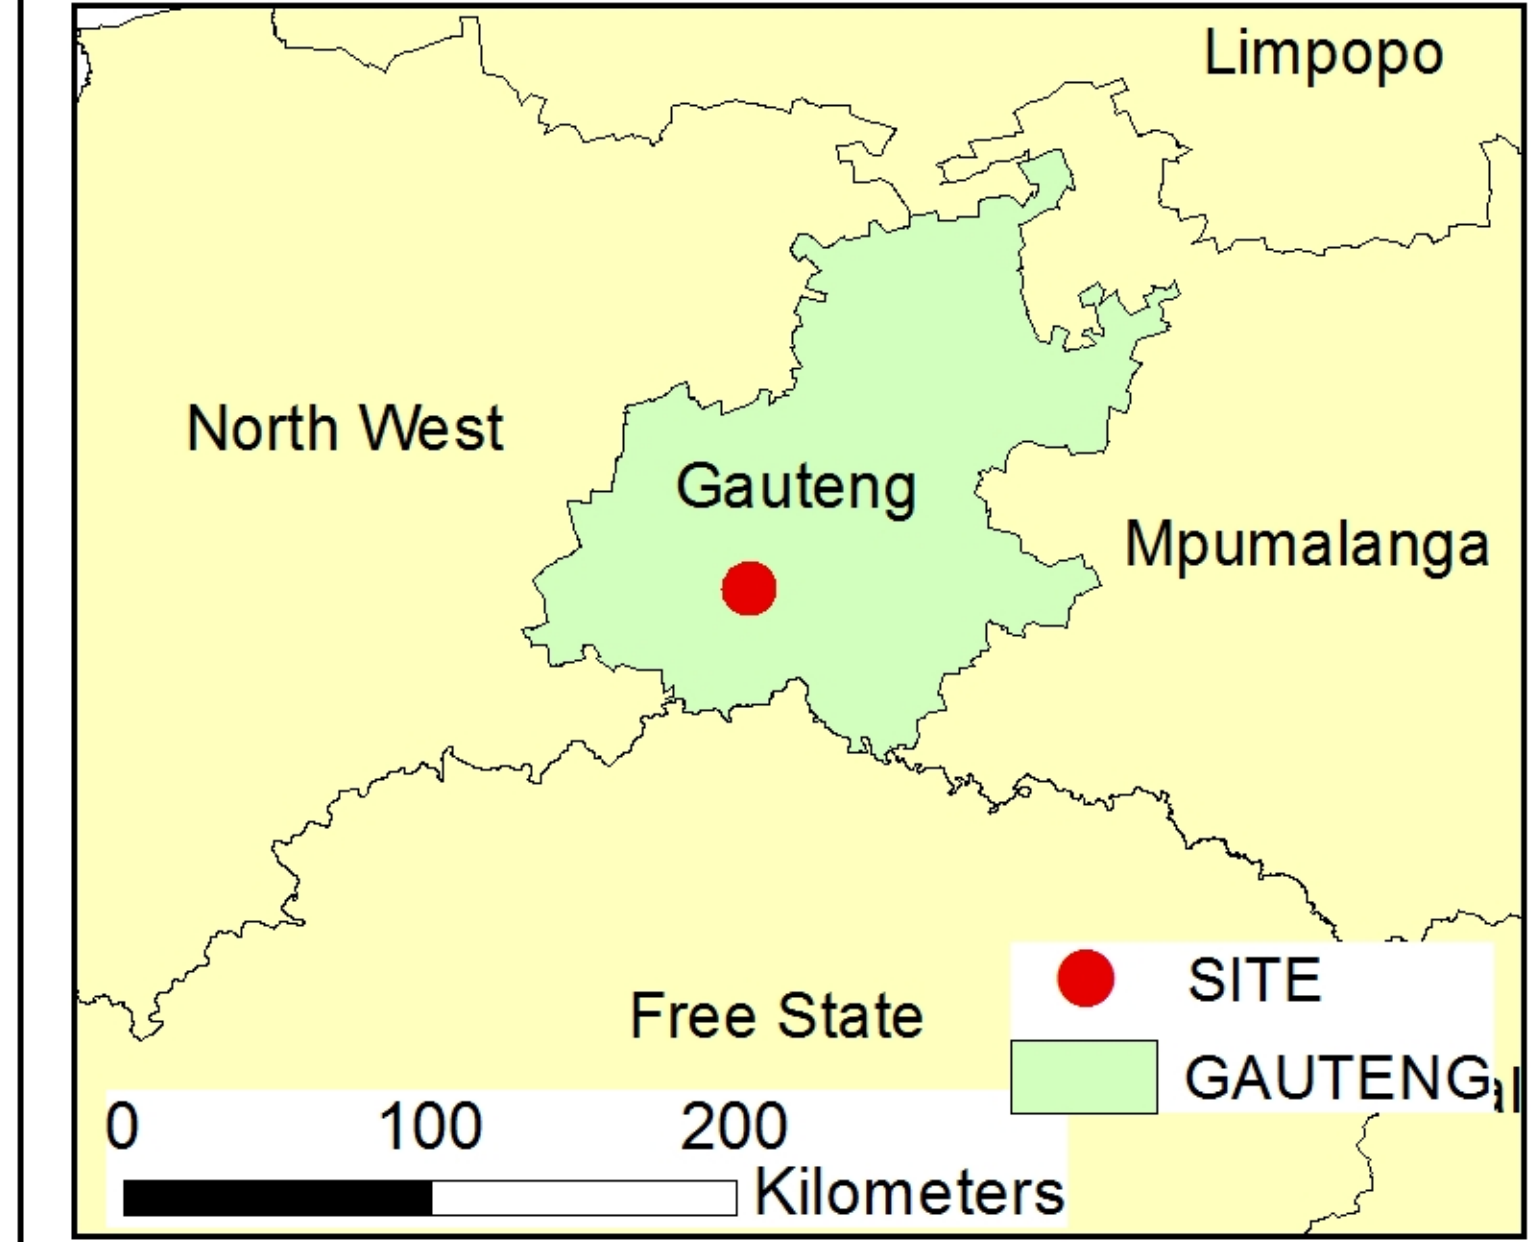 Limpopo
North West
Gauteng
Mpumalanga
Free State
SITE
GAUTENG
0 100 200
Kilometers